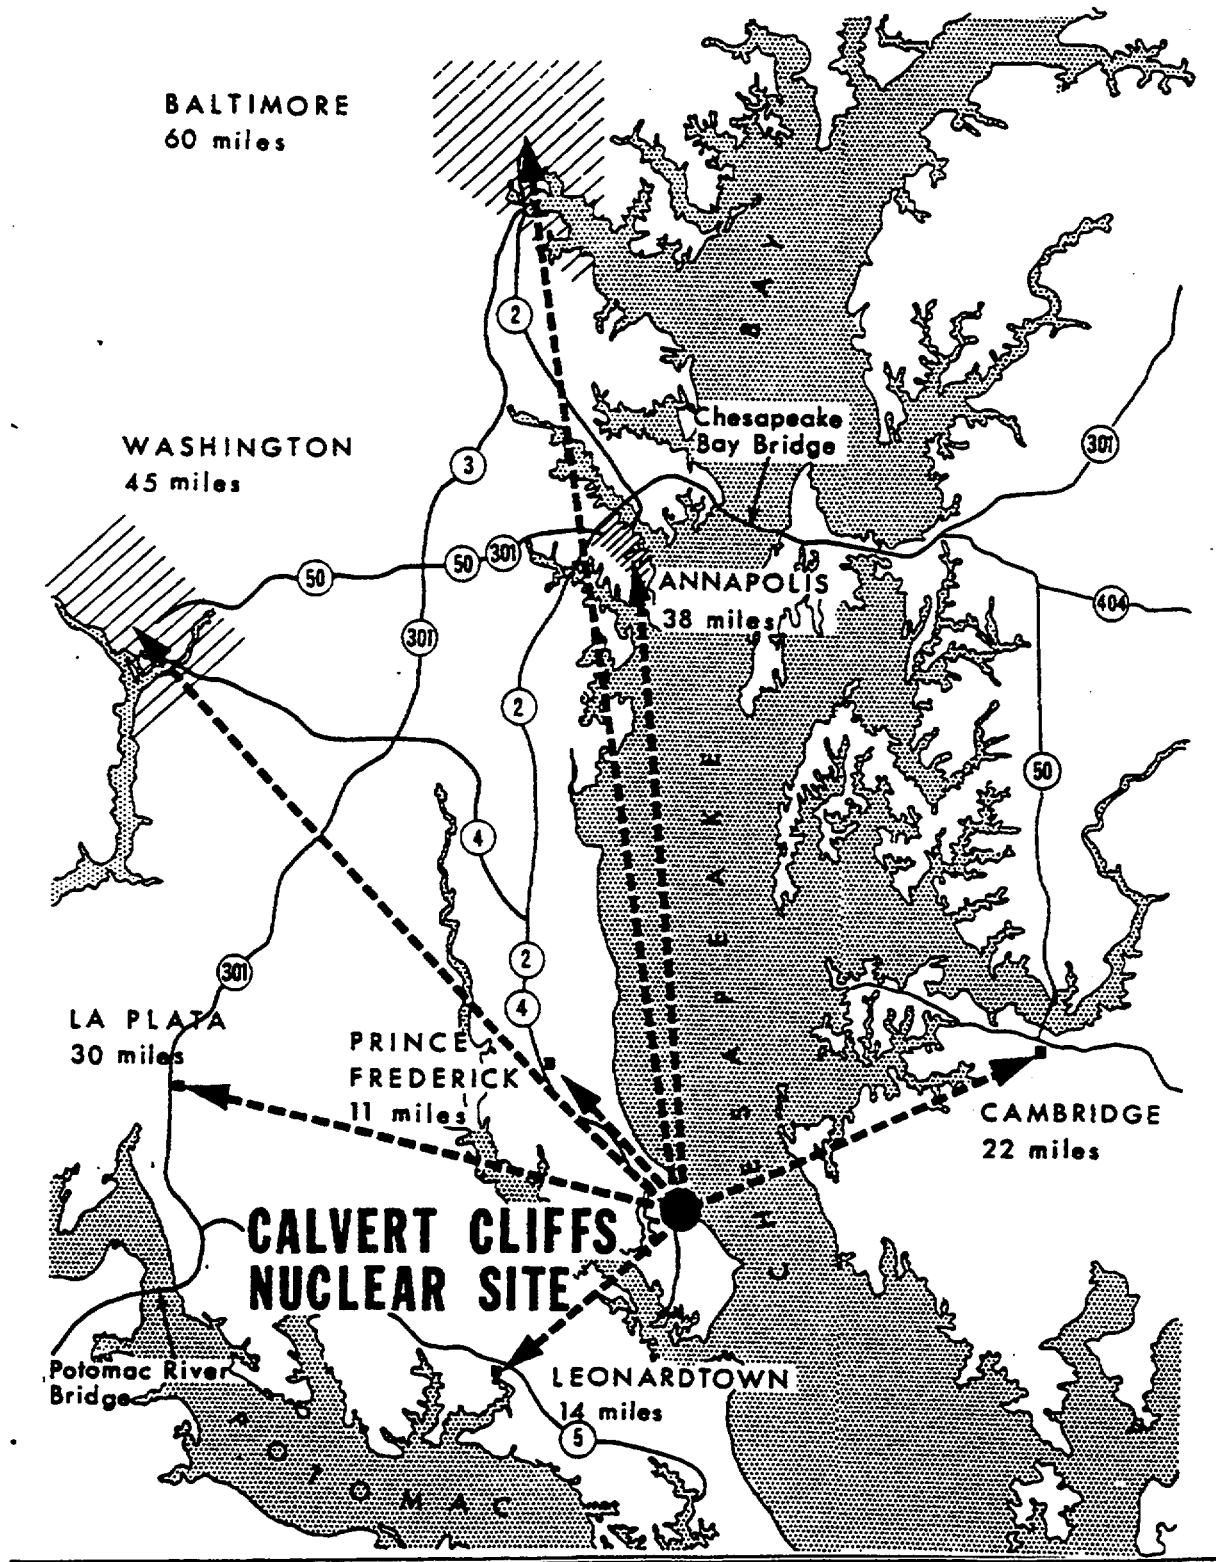 BALTIMORE
60 miles
B A Y
2
Chesapeake
Bay Bridge
301
WASHINGTON
45 miles
3
50
50
301
ANNAPOLIS
38 miles
404
301
2
50
4
2
301
4
LA PLATA
30 miles
PRINCE
FREDERICK
11 miles
CHESAPEAKE
CAMBRIDGE
22 miles
CALVERT CLIFFS
NUCLEAR SITE
Potomac River
Bridge
LEONARDTOWN
14 miles
5
POTOMAC